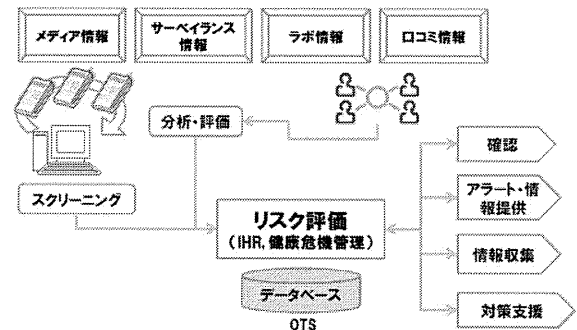 メディア情報
サーベイランス
情報
ラボ情報
口コミ情報
分析・評価
スクリーニング
リスク評価
(IHR, 健康危機管理)
データベース
OTS
確認
アラート・情
報提供
情報収集
対策支援